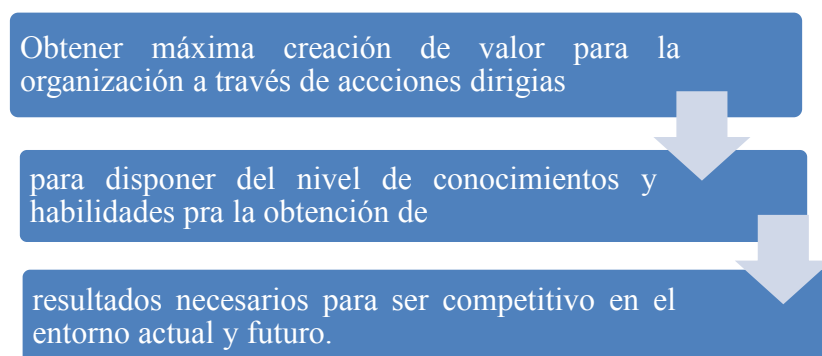 Obtener máxima creación de valor para la
organización a través de accciones dirigias
para disponer del nivel de conocimientos y
habilidades pra la obtención de
resultados necesarios para ser competitivo en el
entorno actual y futuro.